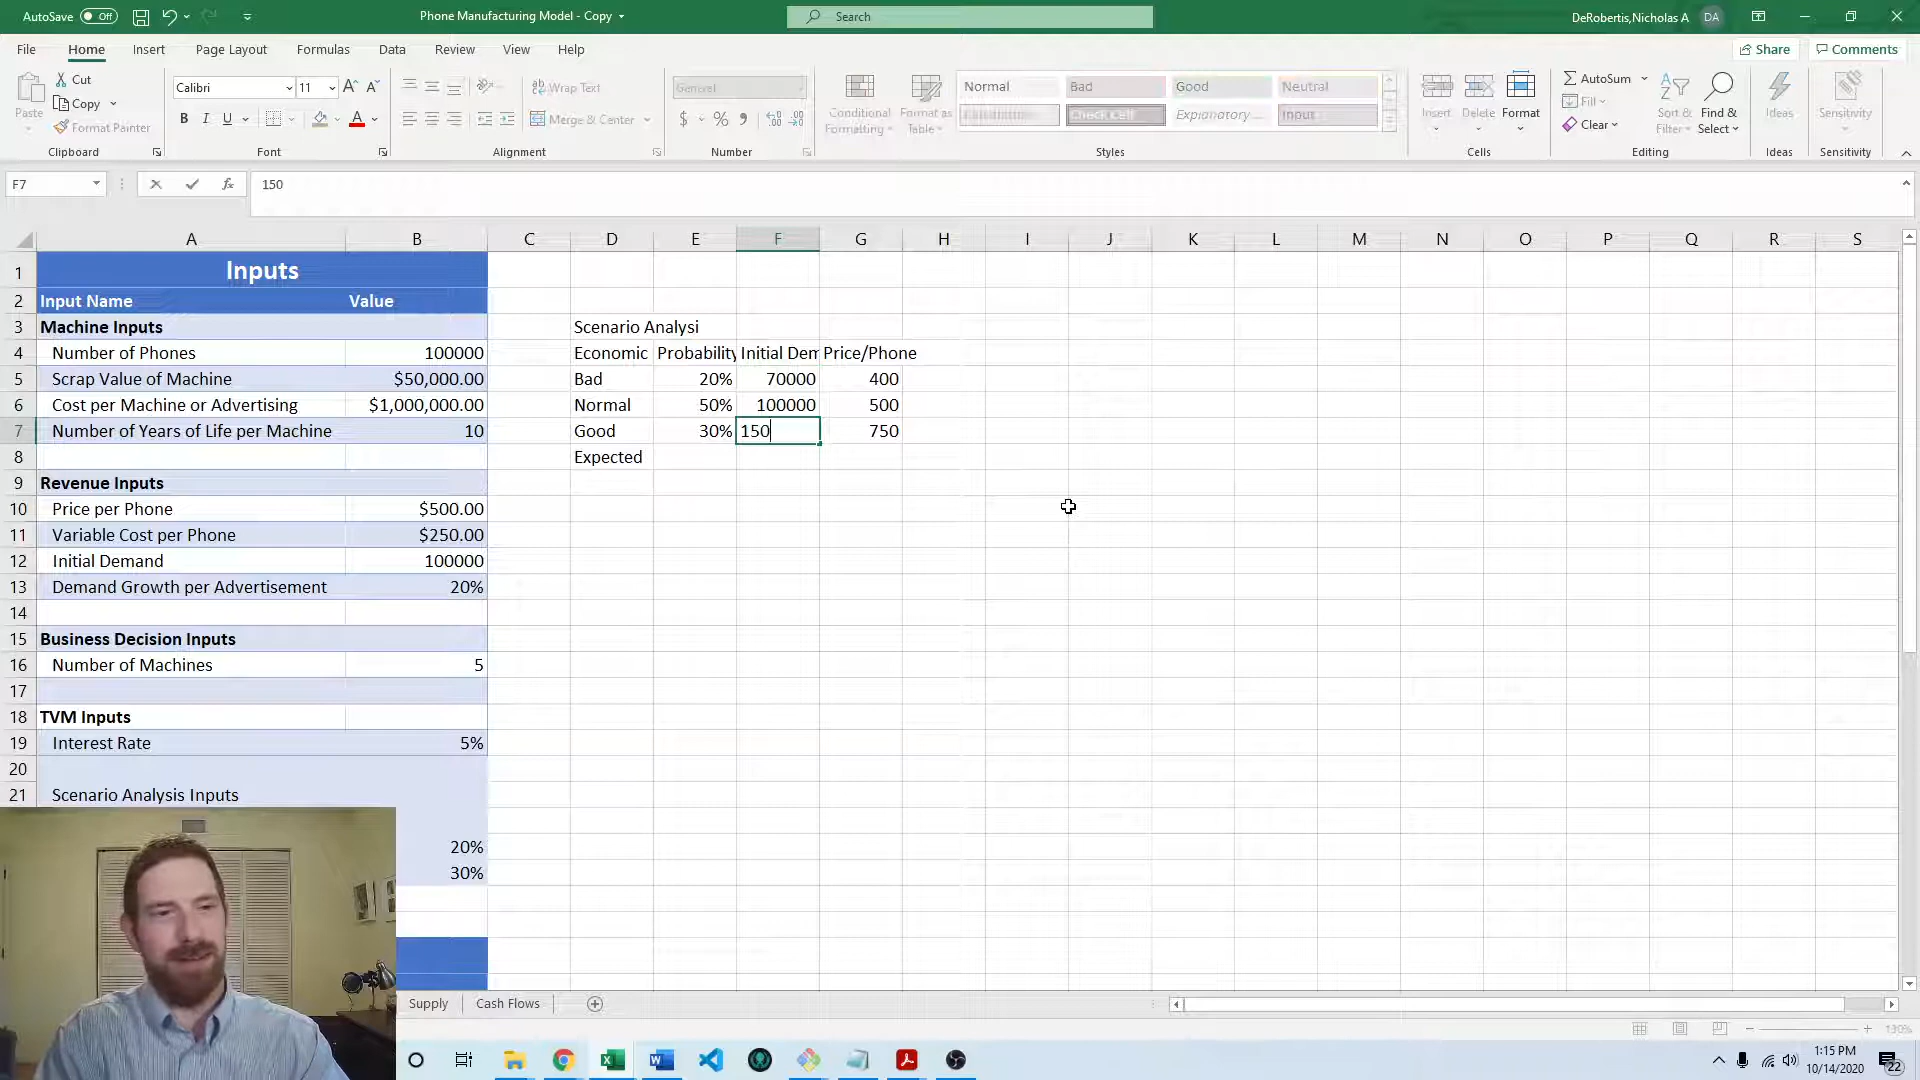 AutoSave Off
Phone Manufacturing Model - Copy
Search
DeRobertis,Nicholas A DA
File Home Insert Page Layout Formulas Data Review View Help
Share Comments
Paste
Cut
Copy
Format Painter
Clipboard
Calibri 11
B I U
Font
Wrap Text
Merge & Center
Alignment
General
$ % 9
Number
Conditional Formatting
Format as Table
Normal Bad Good Neutral
Check Cell Explanatory ... Input
Styles
Insert Delete Format
Cells
AutoSum
Fill
Clear
Sort & Filter
Find & Select
Editing
Ideas
Ideas
Sensitivity
Sensitivity
F7 fx 150
A B C D E F G H I J K L M N O P Q R S
1 Inputs
2 Input Name Value
3 Machine Inputs Scenario Analysi
4 Number of Phones 100000 Economic Probability Initial Dem Price/Phone
5 Scrap Value of Machine $50,000.00 Bad 20% 70000 400
6 Cost per Machine or Advertising $1,000,000.00 Normal 50% 100000 500
7 Number of Years of Life per Machine 10 Good 30% 150 750
8 Expected
9 Revenue Inputs
10 Price per Phone $500.00
11 Variable Cost per Phone $250.00
12 Initial Demand 100000
13 Demand Growth per Advertisement 20%
14
15 Business Decision Inputs
16 Number of Machines 5
17
18 TVM Inputs
19 Interest Rate 5%
20
21 Scenario Analysis Inputs
20%
30%
Supply Cash Flows
130%
1:15 PM
10/14/2020
22